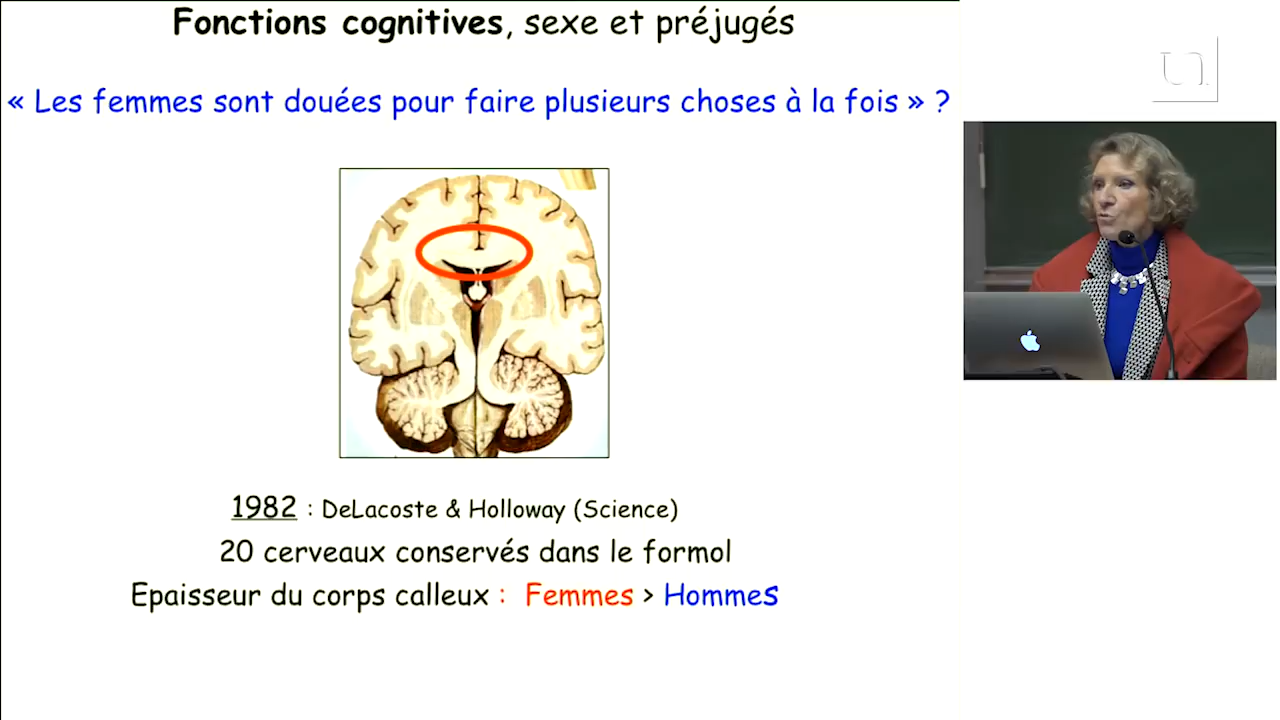 Fonctions cognitives, sexe et préjugés
« Les femmes sont douées pour faire plusieurs choses à la fois » ?
1982 : DeLacoste & Holloway (Science)
20 cerveaux conservés dans le formol
Epaisseur du corps calleux : Femmes > Hommes